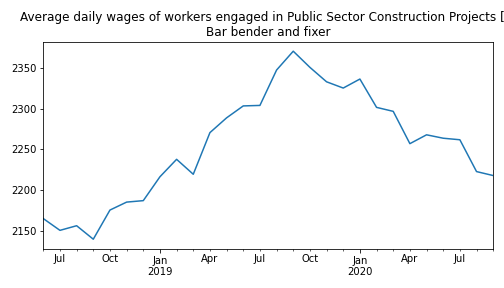 Average daily wages of workers engaged in Public Sector Construction Projects [
Bar bender and fixer
2350
2300
2250
2200
2150
Jul Oct Jan Apr Jul Oct Jan Apr Jul
2019 2020